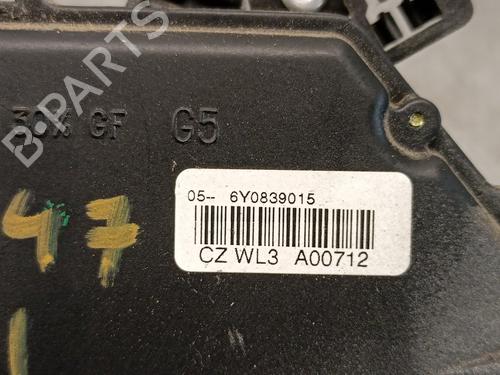 B-PARTS
30% GF G5
05-- 6Y0839015
CZ WL3 A00712
47